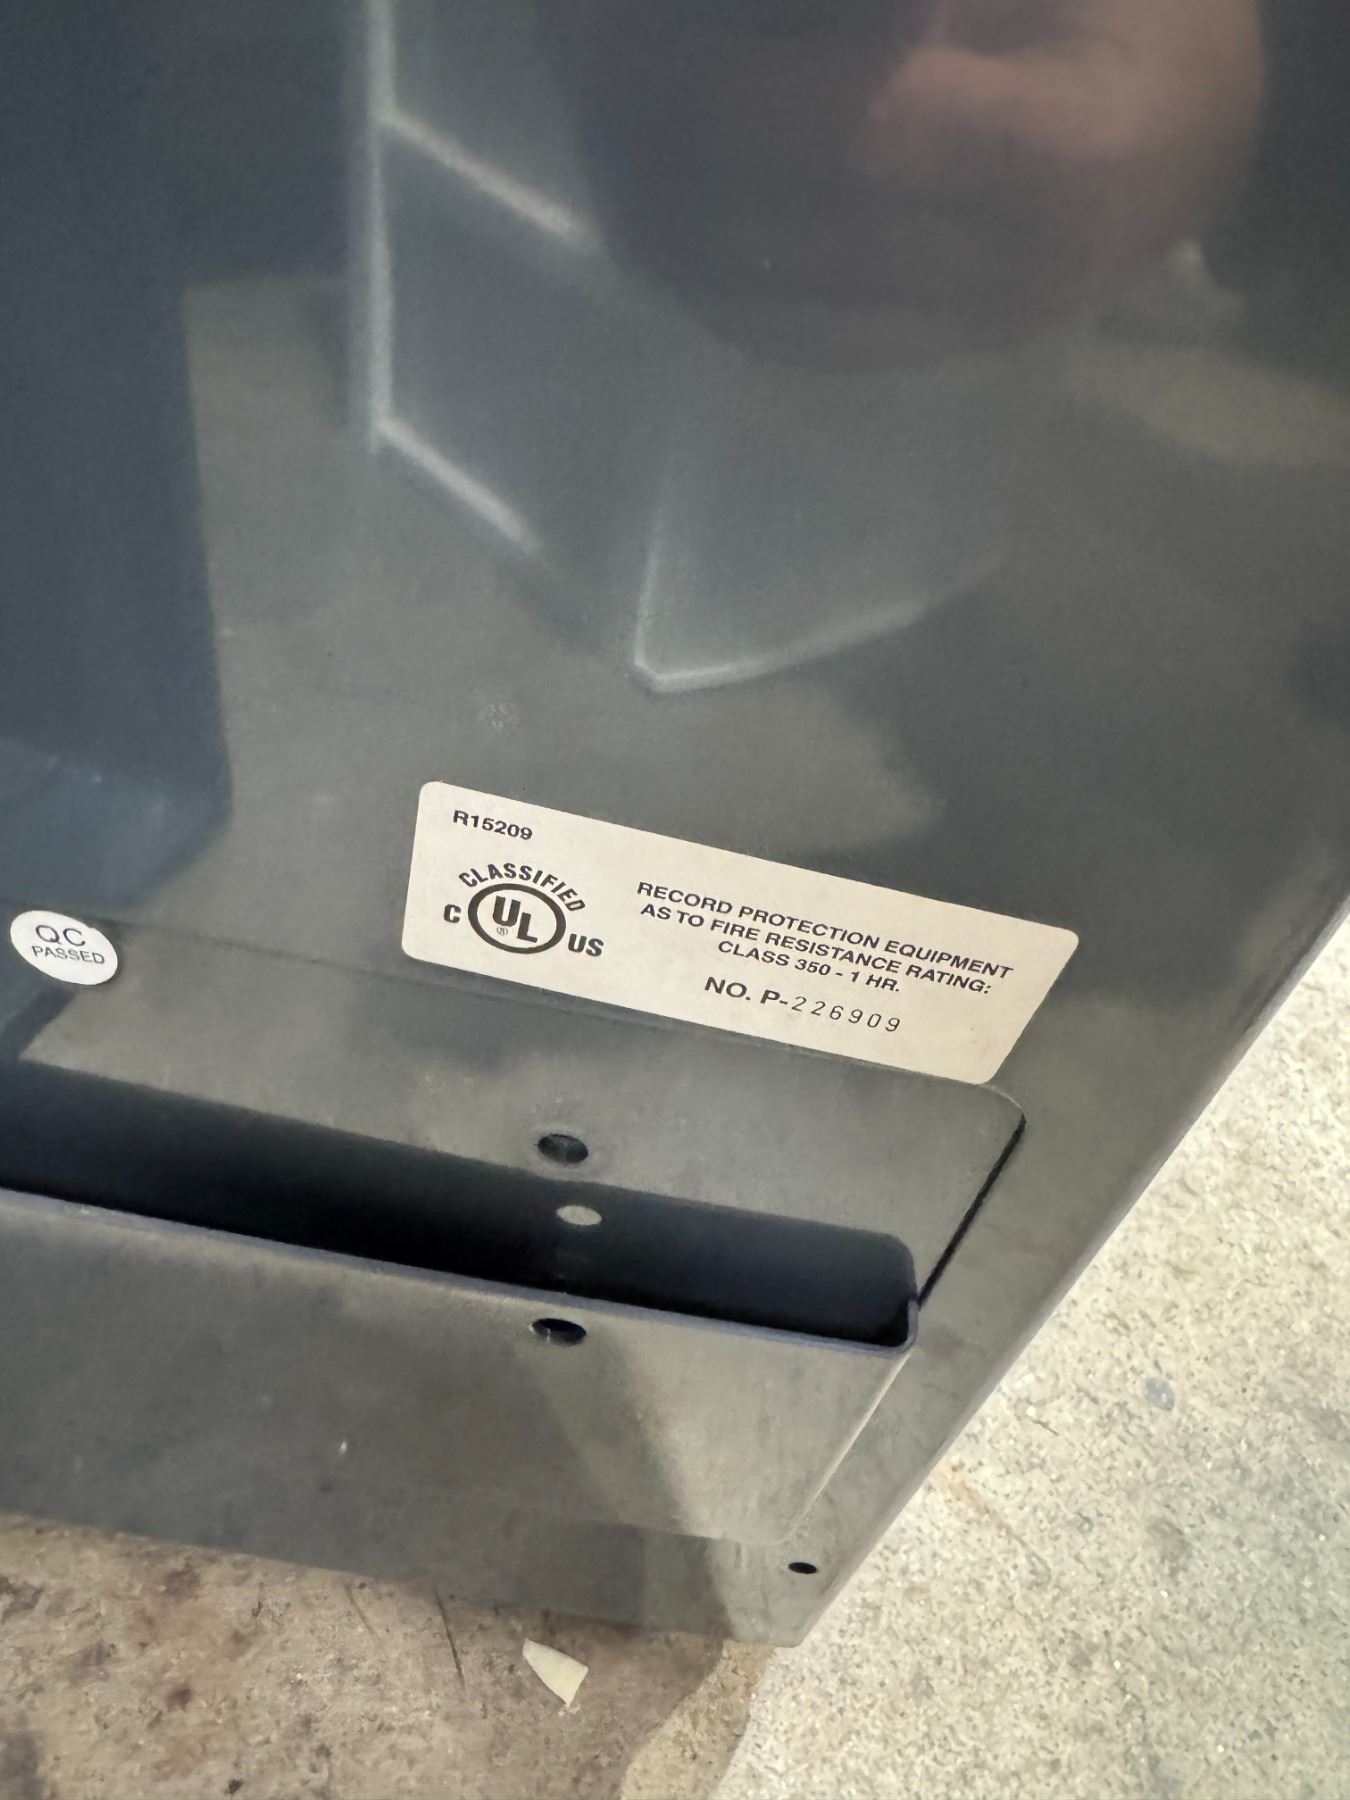 R15209
CLASSIFIED
C UL ® US
RECORD PROTECTION EQUIPMENT
AS TO FIRE RESISTANCE RATING:
CLASS 350 - 1 HR.
NO. P-226909
QC
PASSED